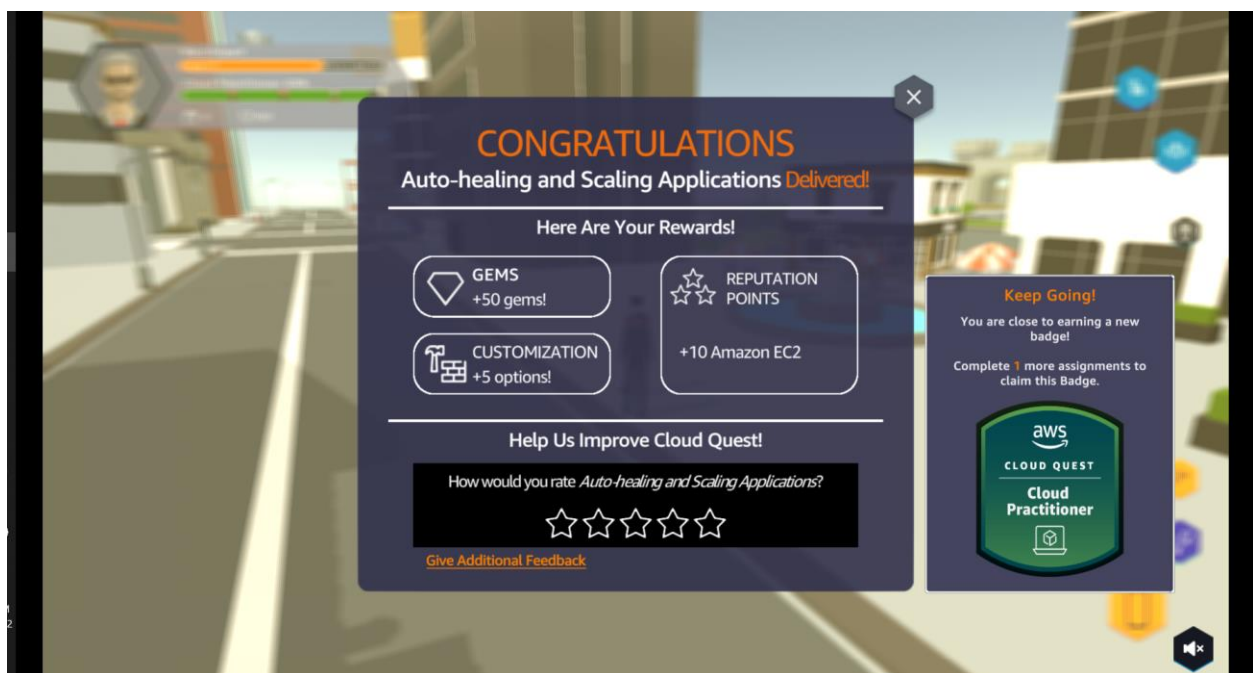 CONGRATULATIONS
Auto-healing and Scaling Applications Delivered!
Here Are Your Rewards!
GEMS
+50 gems!
CUSTOMIZATION
+5 options!
REPUTATION
POINTS
+10 Amazon EC2
Help Us Improve Cloud Quest!
How would you rate Auto-healing and Scaling Applications?
Give Additional Feedback
Keep Going!
You are close to earning a new
badge!
Complete 1 more assignments to
claim this Badge.
aws
CLOUD QUEST
Cloud
Practitioner